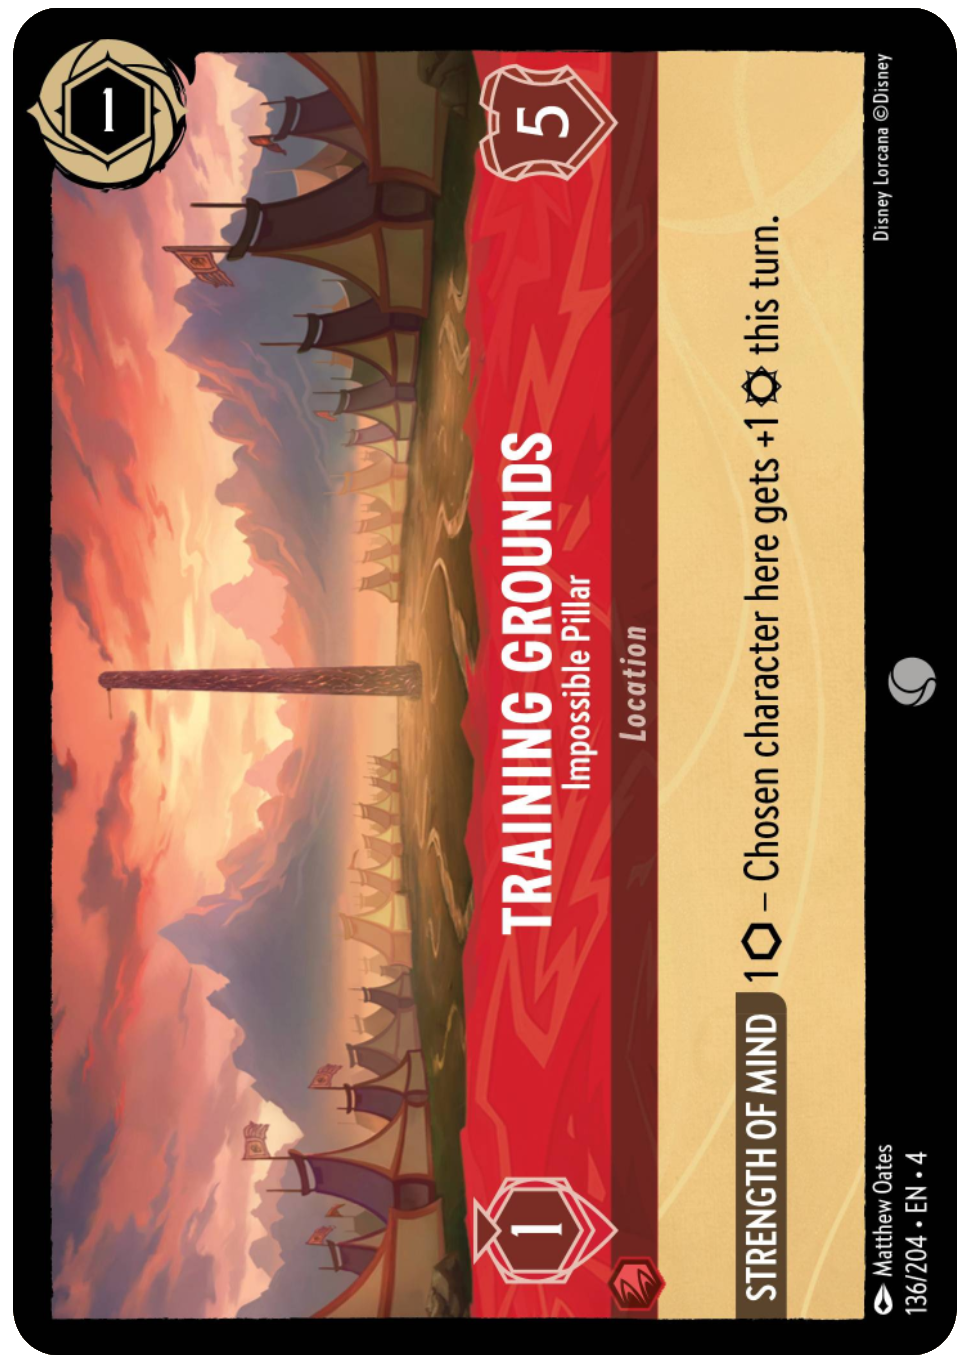 1
1
TRAINING GROUNDS
5
Impossible Pillar
Location
STRENGTH OF MIND 1 – Chosen character here gets +1 this turn.
Matthew Oates
136/204 • EN • 4
Disney Lorcana ©Disney